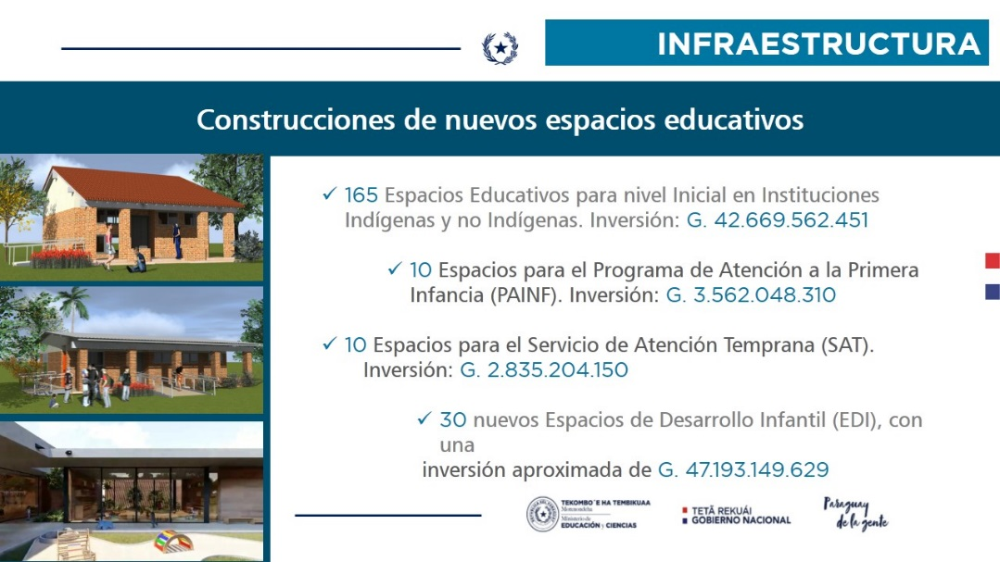 INFRAESTRUCTURA
Construcciones de nuevos espacios educativos
✓ 165 Espacios Educativos para nivel Inicial en Instituciones
Indígenas y no Indígenas. Inversión: G. 42.669.562.451
✓ 10 Espacios para el Programa de Atención a la Primera
Infancia (PAINF). Inversión: G. 3.562.048.310
✓ 10 Espacios para el Servicio de Atención Temprana (SAT).
Inversión: G. 2.835.204.150
✓ 30 nuevos Espacios de Desarrollo Infantil (EDI), con
una
inversión aproximada de G. 47.193.149.629
TEKOMBO'E HA TEMBIKUAA
Motenondeha
Ministerio de
EDUCACIÓN y CIENCIAS
TETÃ REKUÁI
GOBIERNO NACIONAL
Paraguay
de la gente